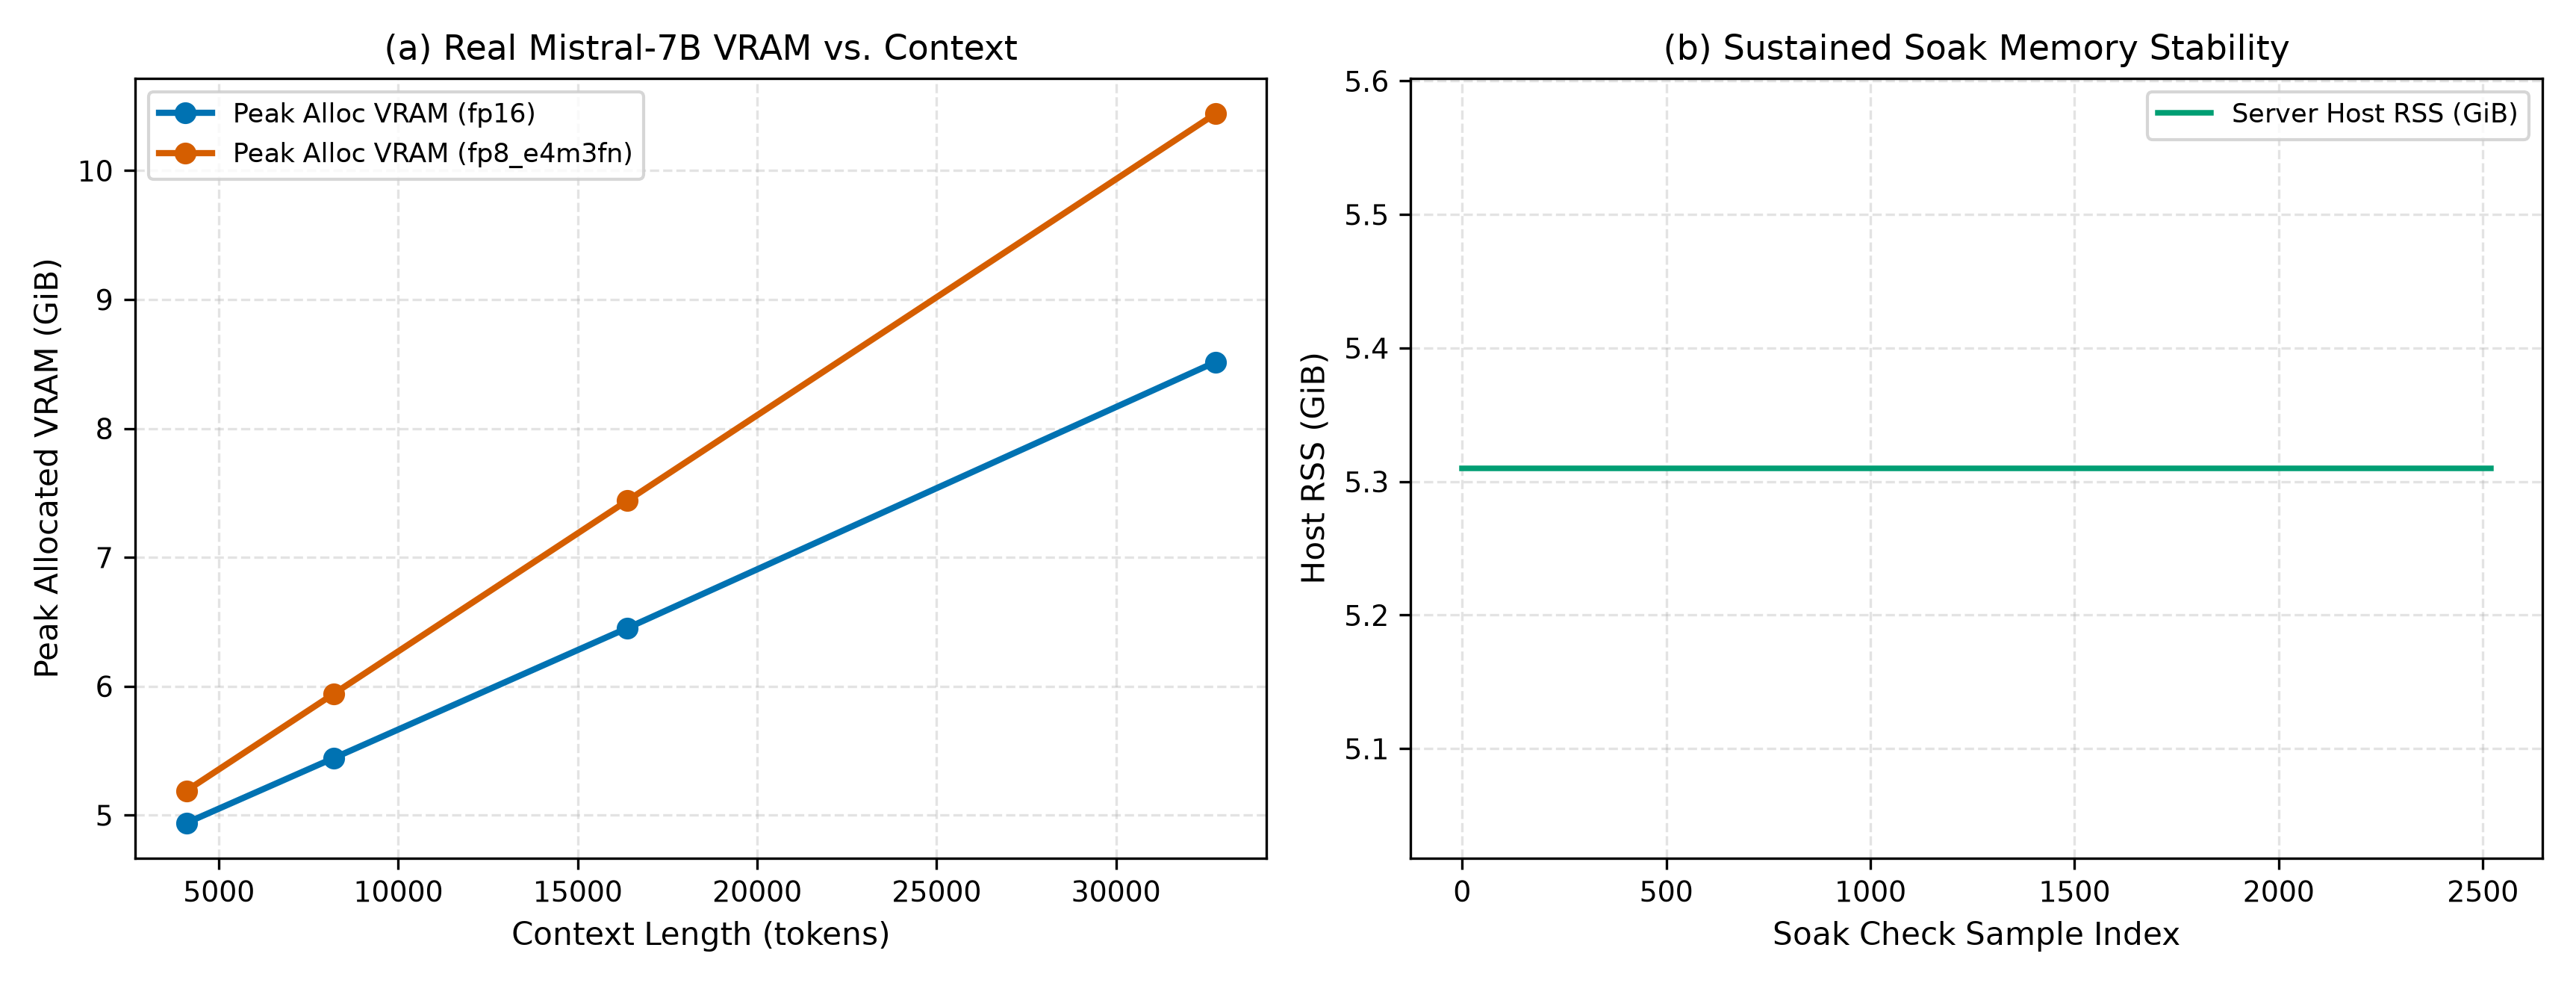 (a) Real Mistral-7B VRAM vs. Context
Peak Alloc VRAM (fp16)
Peak Alloc VRAM (fp8_e4m3fn)
Peak Allocated VRAM (GiB)
10
9
8
7
6
5
5000 10000 15000 20000 25000 30000
Context Length (tokens)
(b) Sustained Soak Memory Stability
Server Host RSS (GiB)
Host RSS (GiB)
5.6
5.5
5.4
5.3
5.2
5.1
0 500 1000 1500 2000 2500
Soak Check Sample Index